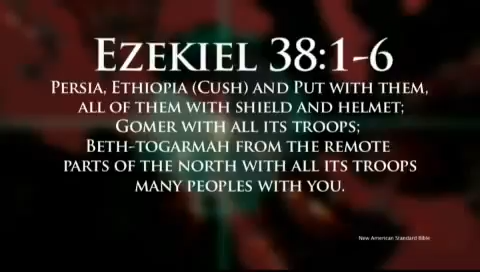 Ezekiel 38:1-6
Persia, Ethiopia (Cush) and Put with them,
all of them with shield and helmet;
Gomer with all its troops;
Beth-togarmah from the remote
parts of the north with all its troops
many peoples with you.
New American Standard Bible